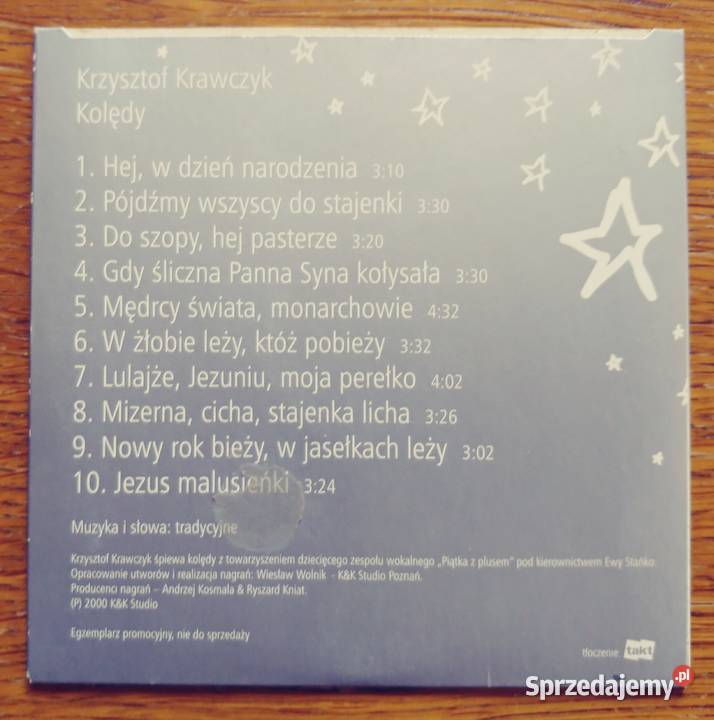 Krzysztof Krawczyk
Kolędy
1. Hej, w dzień narodzenia 3:10
2. Pójdźmy wszyscy do stajenki 3:30
3. Do szopy, hej pasterze 3:20
4. Gdy śliczna Panna Syna kołysała 3:30
5. Mędrcy świata, monarchowie 4:32
6. W żłobie leży, któż pobieży 3:32
7. Lulajże, Jezuniu, moja perełko 4:02
8. Mizerna, cicha, stajenka licha 3:26
9. Nowy rok bieży, w jasełkach leży 3:02
10. Jezus malusieńki 3:24
Muzyka i słowa: tradycyjne
Krzysztof Krawczyk śpiewa kolędy z towarzyszeniem dziecięcego zespołu wokalnego „Piątka z plusem” pod kierownictwem Ewy Stańko.
Opracowanie utworów i realizacja nagrań: Wiesław Wolnik - K&K Studio Poznań.
Producenci nagrań – Andrzej Kosmala & Ryszard Kniat.
(P) 2000 K&K Studio
Egzemplarz promocyjny, nie do sprzedaży
tłoczenie takt
Sprzedajemy.pl